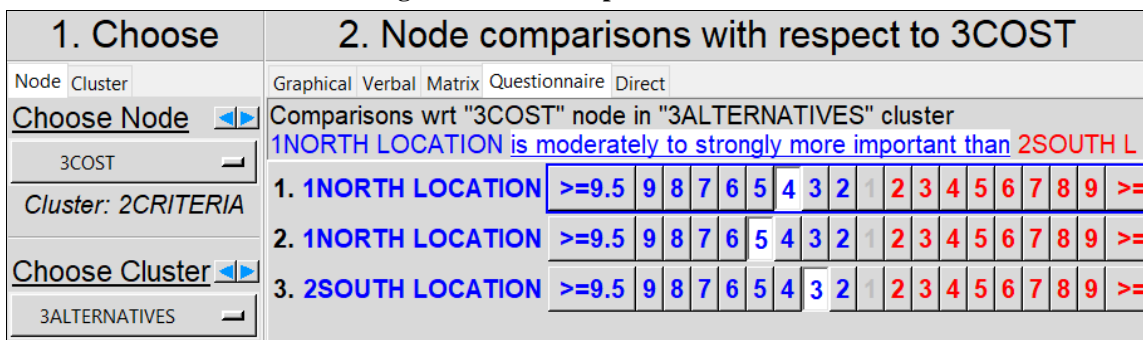 1. Choose
2. Node comparisons with respect to 3COST
Node Cluster
Graphical Verbal Matrix Questionnaire Direct
Choose Node
Comparisons wrt "3COST" node in "3ALTERNATIVES" cluster
1NORTH LOCATION is moderately to strongly more important than 2SOUTH L
3COST
1. 1NORTH LOCATION >=9.5 9 8 7 6 5 4 3 2 1 2 3 4 5 6 7 8 9 >=
Cluster: 2CRITERIA
2. 1NORTH LOCATION >=9.5 9 8 7 6 5 4 3 2 1 2 3 4 5 6 7 8 9 >=
Choose Cluster
3. 2SOUTH LOCATION >=9.5 9 8 7 6 5 4 3 2 1 2 3 4 5 6 7 8 9 >=
3ALTERNATIVES